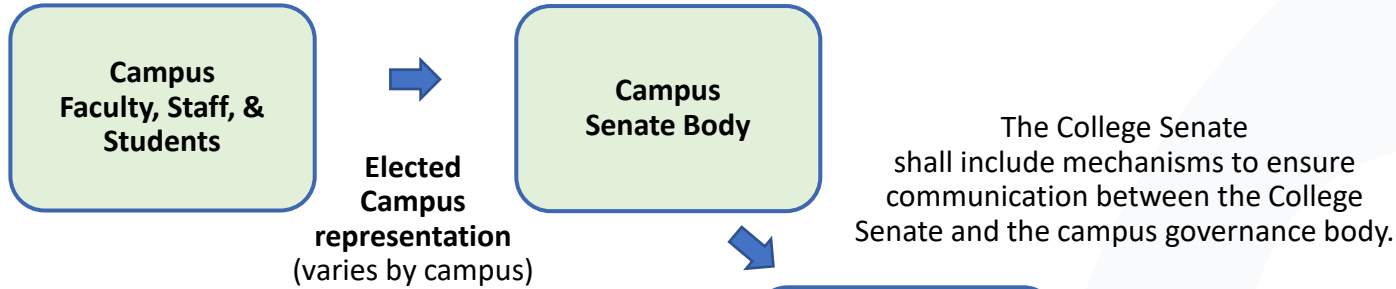 Campus
Faculty, Staff, &
Students
Elected
Campus
representation
(varies by campus)
Campus
Senate Body
The College Senate
shall include mechanisms to ensure
communication between the College
Senate and the campus governance body.